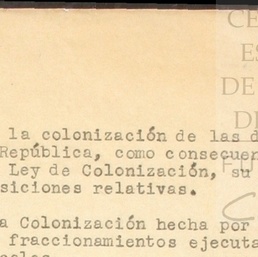 CE
ES
DE
DE
la colonización de las d
República, como consecuen
Ley de Colonización, su
siciones relativas.
a Colonización hecha por
fraccionamientos ejecuta